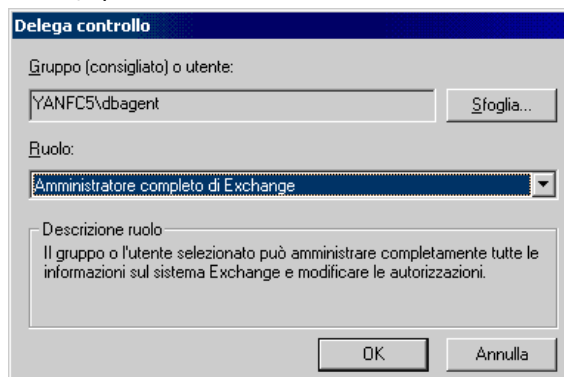 Delega controllo
Gruppo (consigliato) o utente:
YANFC5\dbagent
Sfoglia...
Ruolo:
Amministratore completo di Exchange
Descrizione ruolo
Il gruppo o l'utente selezionato può amministrare completamente tutte le
informazioni sul sistema Exchange e modificare le autorizzazioni.
OK
Annulla